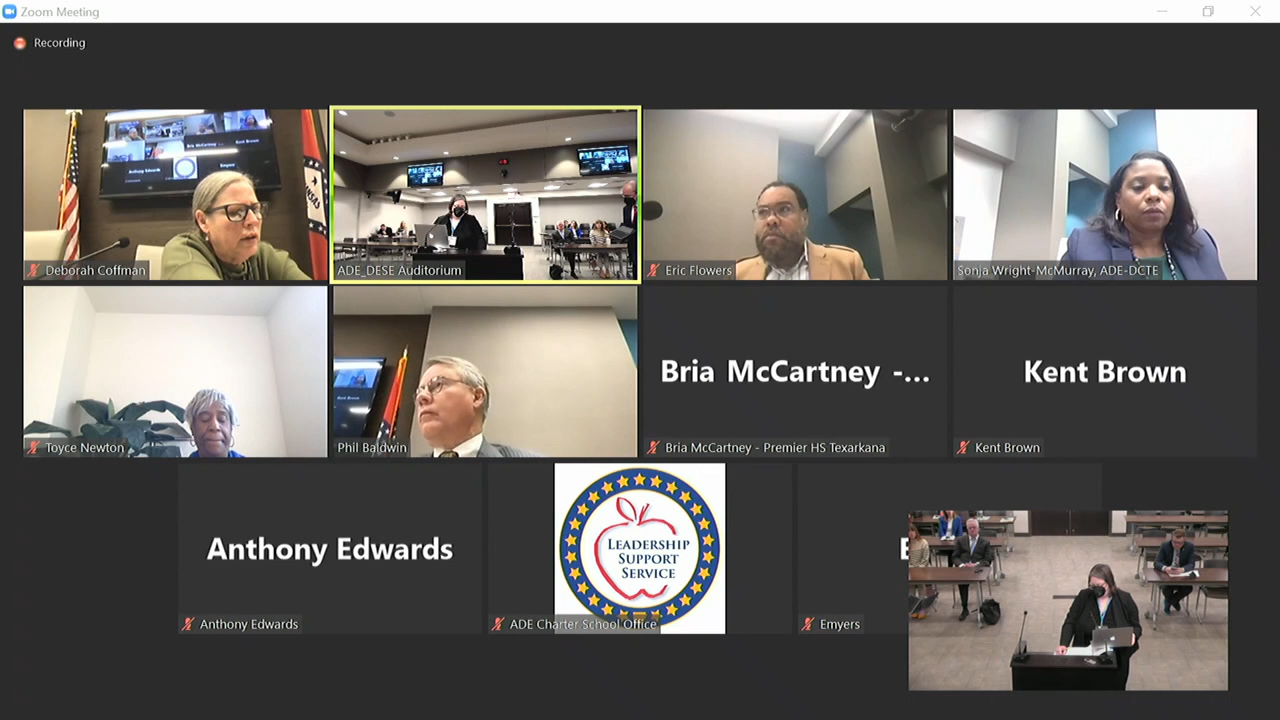 Zoom Meeting
Recording
Deborah Coffman
ADE_DESE Auditorium
Eric Flowers
Sonja Wright-McMurray, ADE-DCTE
Toyce Newton
Phil Baldwin
Bria McCartney -...
Bria McCartney - Premier HS Texarkana
Kent Brown
Kent Brown
Anthony Edwards
Anthony Edwards
LEADERSHIP
SUPPORT
SERVICE
ADE Charter School Office
Emyers